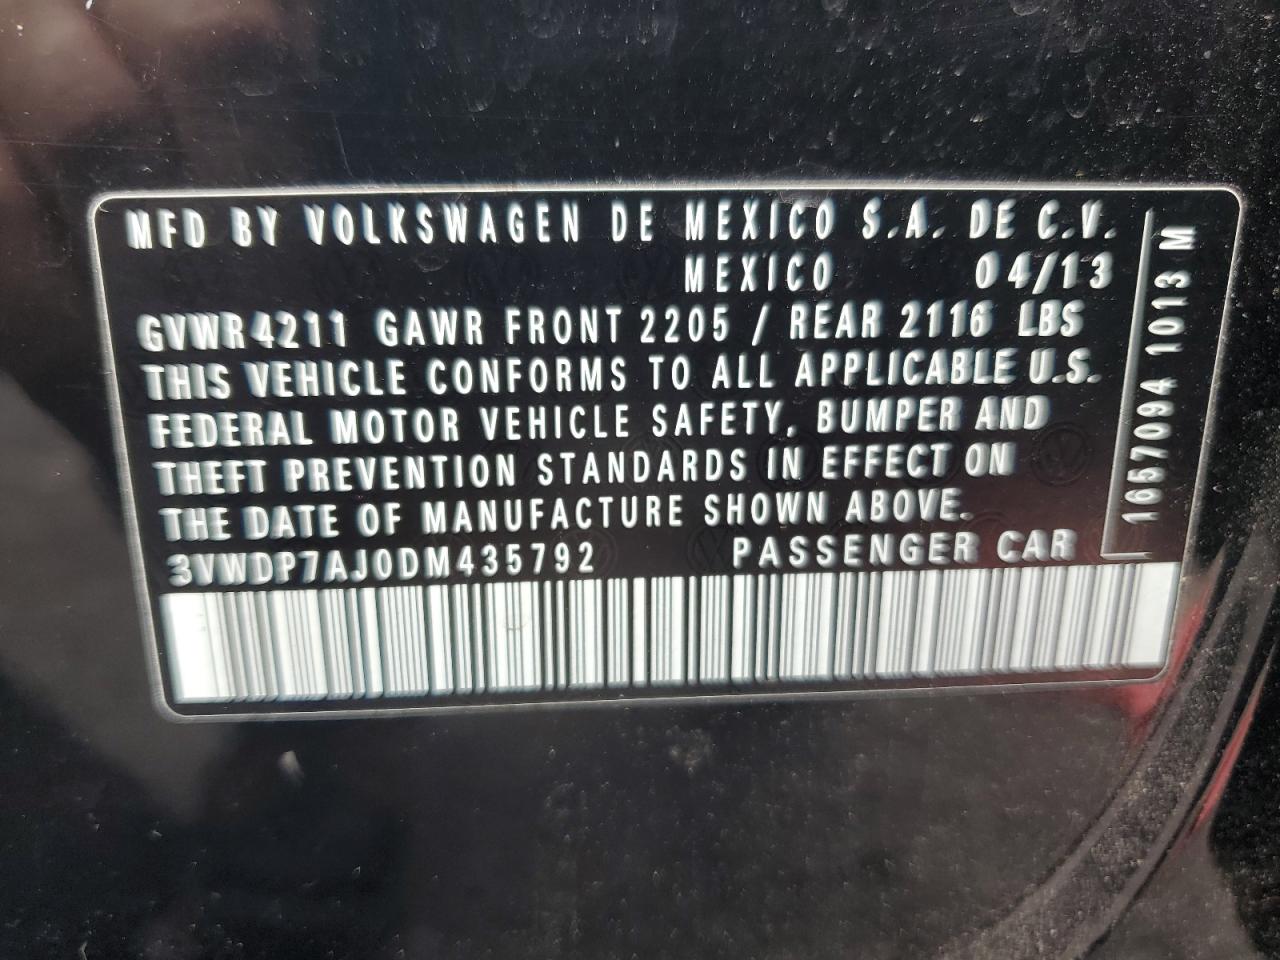 MFD BY VOLKSWAGEN DE MEXICO S.A. DE C.V.
MEXICO 04/13
GVWR 4211 GAWR FRONT 2205 / REAR 2116 LBS
THIS VEHICLE CONFORMS TO ALL APPLICABLE U.S.
FEDERAL MOTOR VEHICLE SAFETY, BUMPER AND
THEFT PREVENTION STANDARDS IN EFFECT ON
THE DATE OF MANUFACTURE SHOWN ABOVE.
3VWDP7AJ0DM435792 PASSENGER CAR
1657094 1013 M